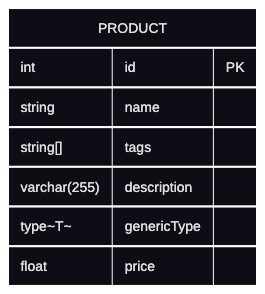 PRODUCT
int id PK
string name
string[] tags
varchar(255) description
type~T~ genericType
float price